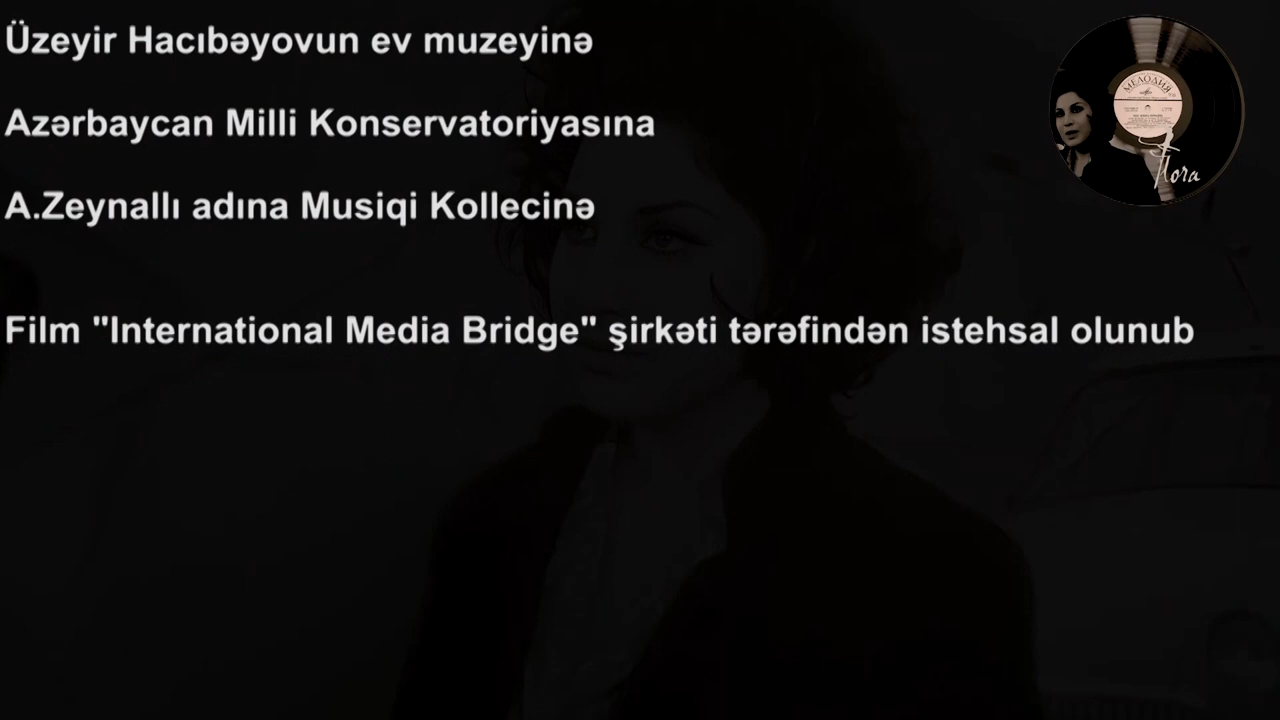 Üzeyir Hacıbəyovun ev muzeyinə
Azərbaycan Milli Konservatoriyasına
A.Zeynallı adına Musiqi Kollecinə
Film "International Media Bridge" şirkəti tərəfindən istehsal olunub
МЕЛОДИЯ
Flora